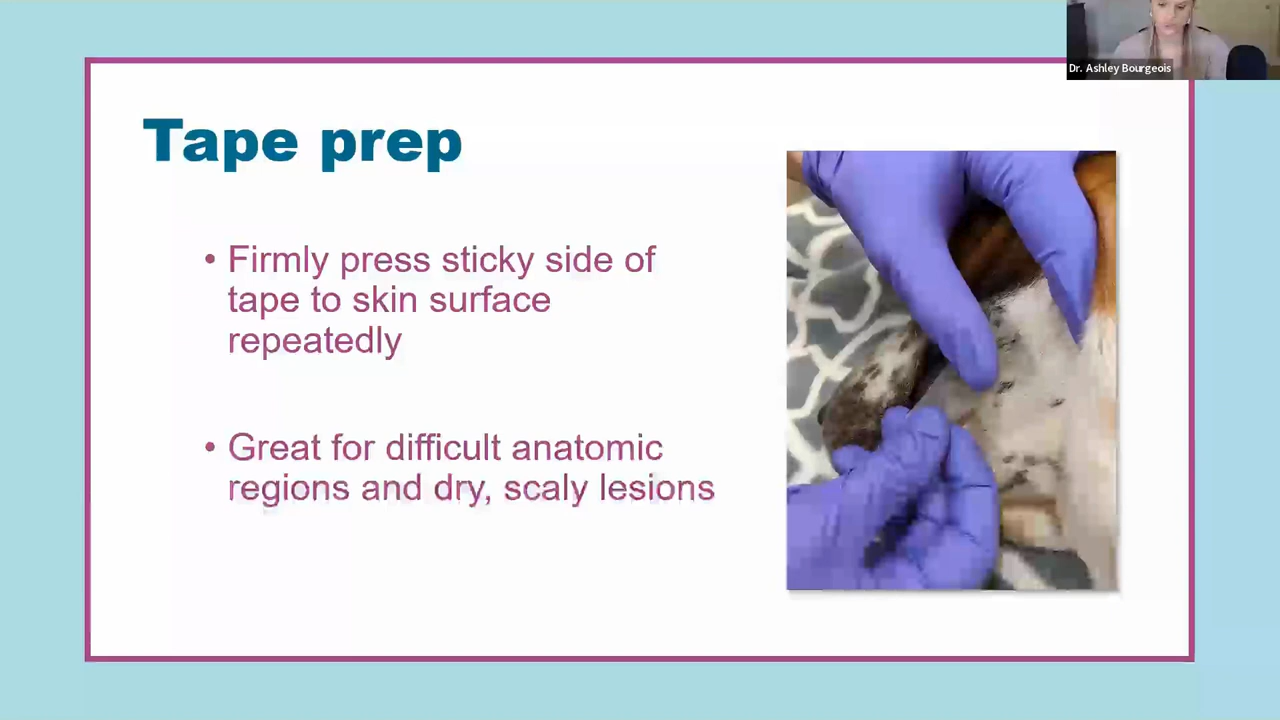 Dr. Ashley Bourgeois
Tape prep
• Firmly press sticky side of
tape to skin surface
repeatedly
• Great for difficult anatomic
regions and dry, scaly lesions